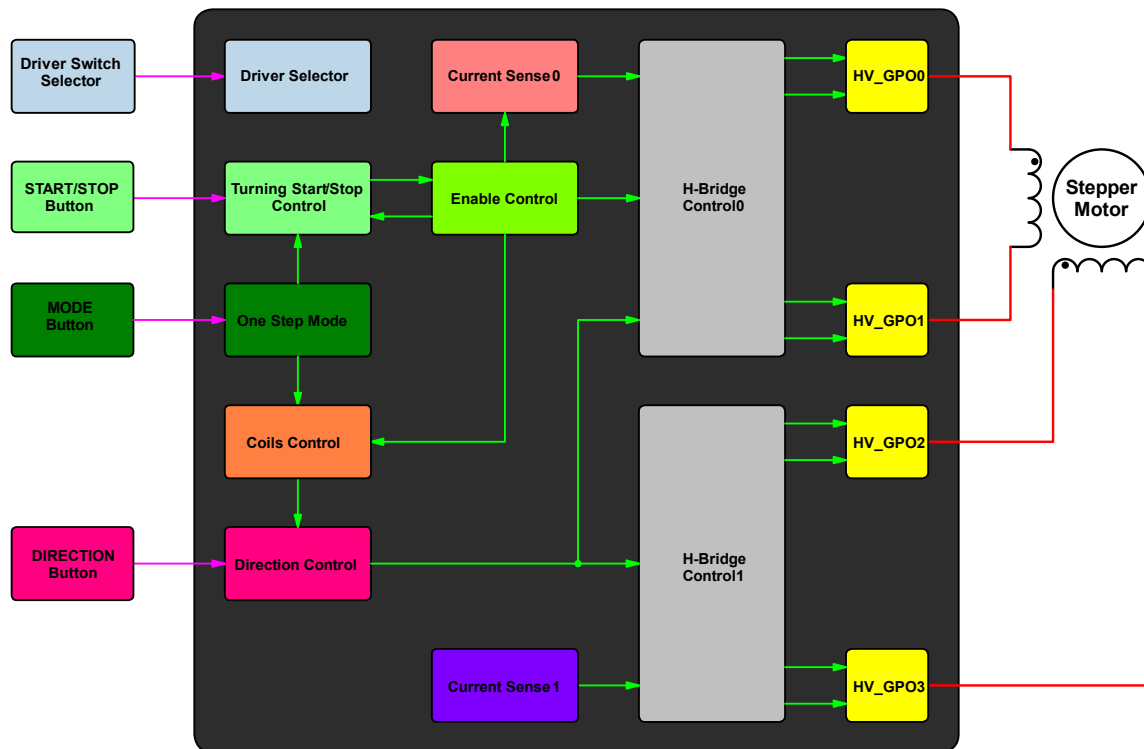 Driver Switch
Selector
Driver Selector
Current Sense0
HV_GPO0
START/STOP
Button
Turning Start/Stop
Control
Enable Control
H-Bridge
Control0
Stepper
Motor
MODE
Button
One Step Mode
HV_GPO1
Coils Control
HV_GPO2
DIRECTION
Button
Direction Control
H-Bridge
Control1
Current Sense1
HV_GPO3